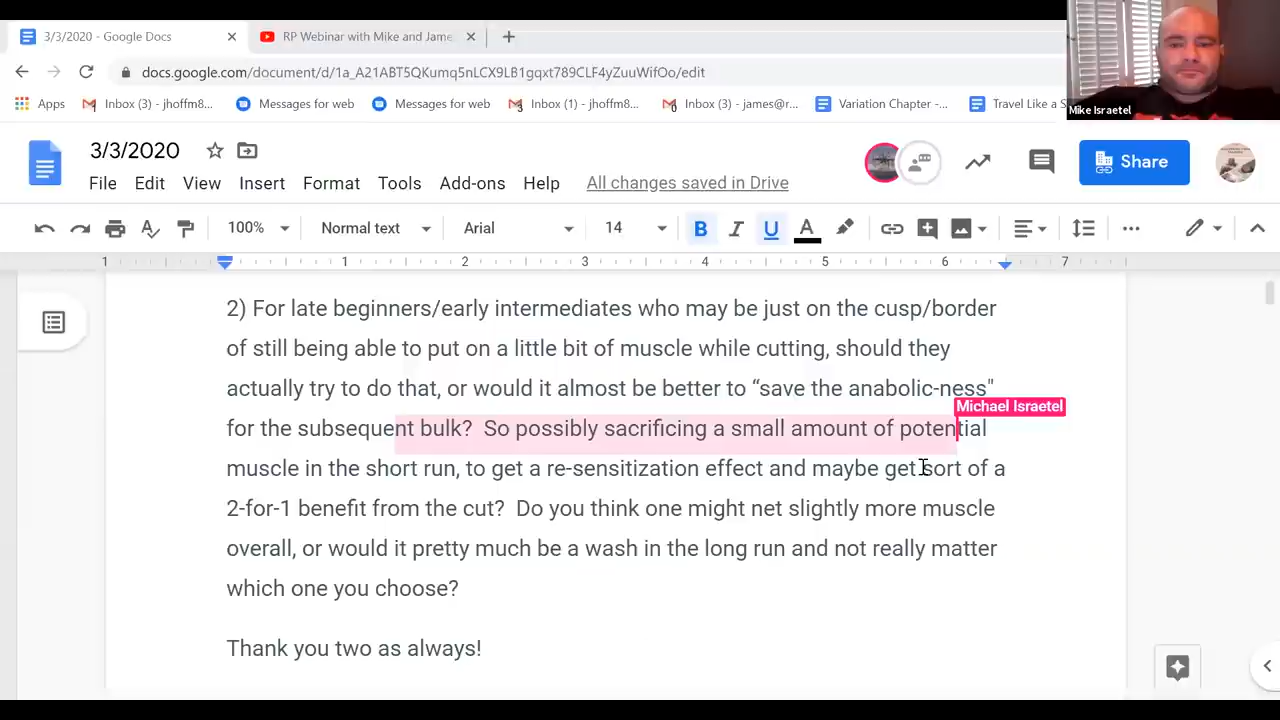 3/3/2020 - Google Docs
RP Webinar with Mike and Jame
Mike Israetel
Apps
Inbox (3) - jhoffm8...
Messages for web
Messages for web
Inbox (1) - jhoffm8...
Inbox (3) - james@r...
Variation Chapter -...
Travel Like a S
3/3/2020
Share
File Edit View Insert Format Tools Add-ons Help All changes saved in Drive
100% Normal text Arial 14 B I U A
1 1 2 3 4 5 6 7
2) For late beginners/early intermediates who may be just on the cusp/border
of still being able to put on a little bit of muscle while cutting, should they
actually try to do that, or would it almost be better to “save the anabolic-ness"
Michael Israetel
for the subsequent bulk?  So possibly sacrificing a small amount of potential
muscle in the short run, to get a re-sensitization effect and maybe get sort of a
2-for-1 benefit from the cut?  Do you think one might net slightly more muscle
overall, or would it pretty much be a wash in the long run and not really matter
which one you choose?
Thank you two as always!